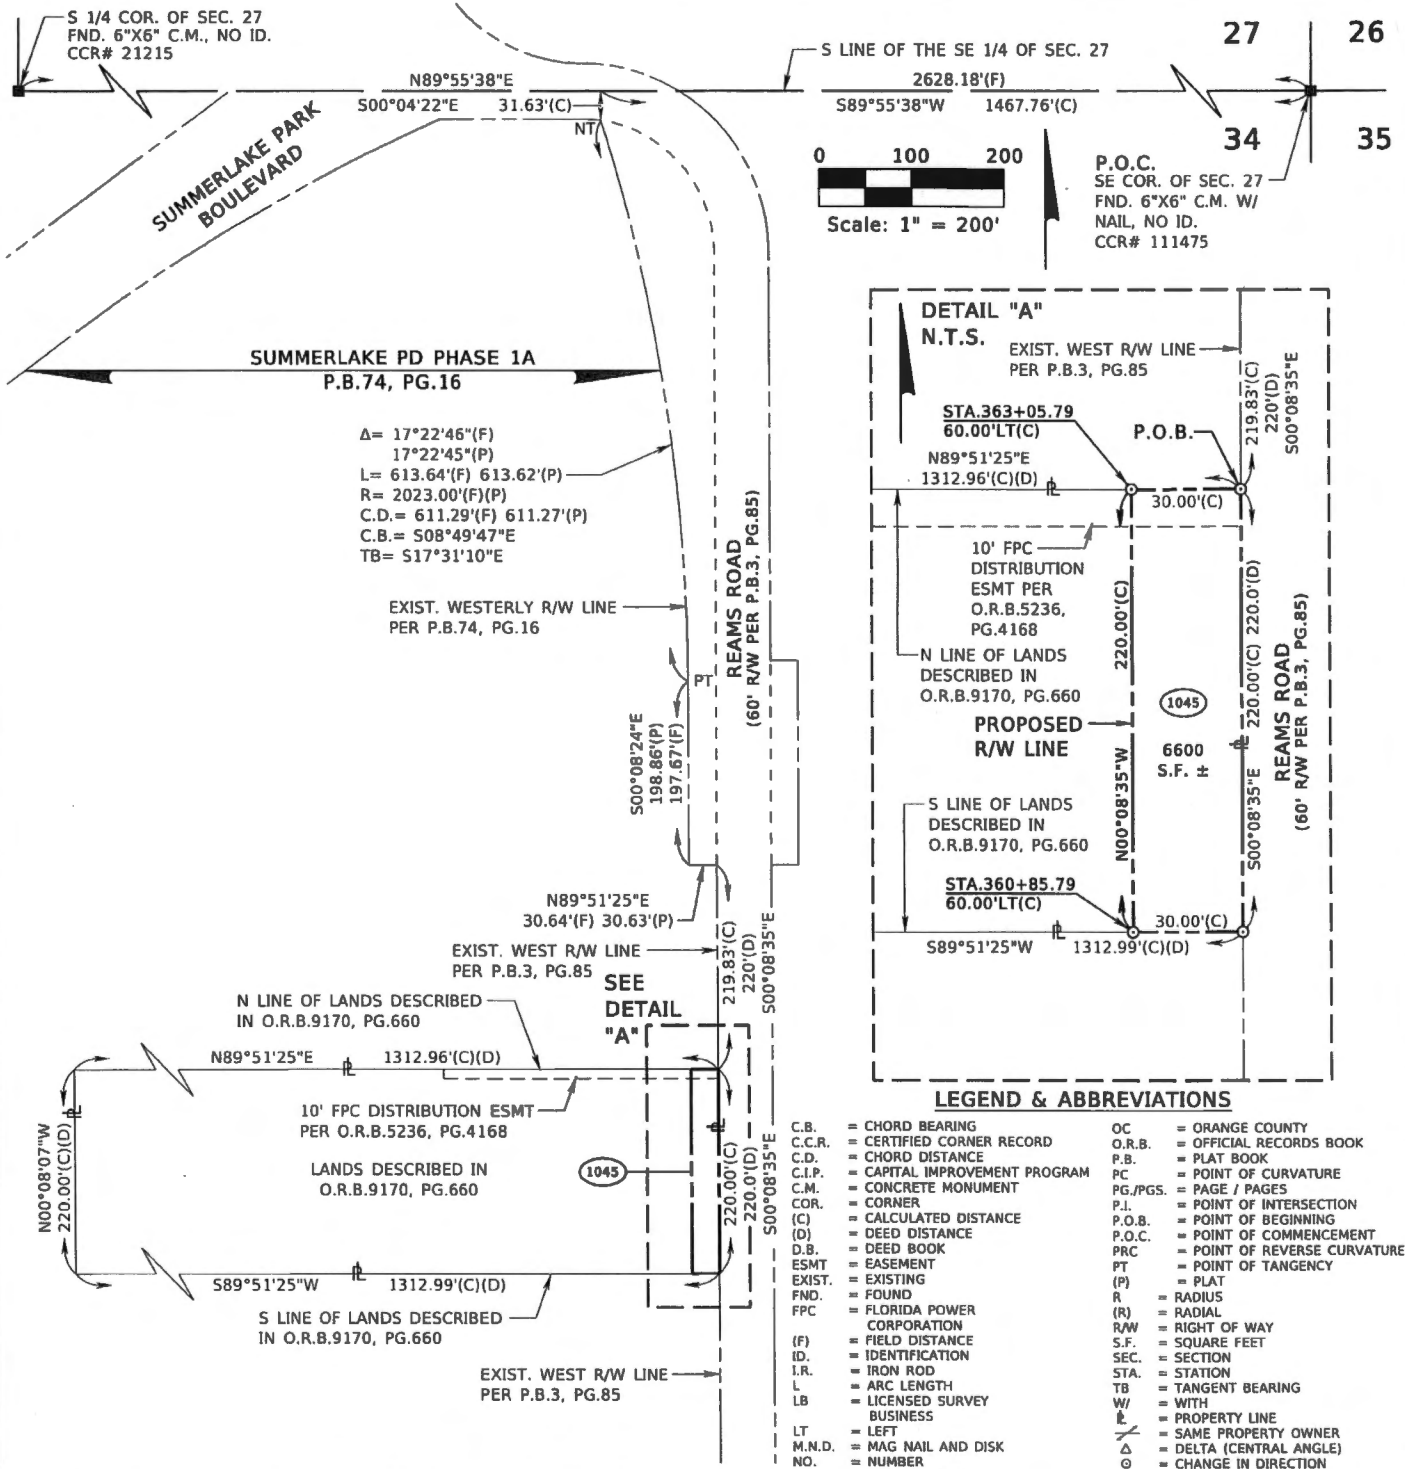 S 1/4 COR. OF SEC. 27
FND. 6"X6" C.M., NO ID.
CCR# 21215
N89°55'38"E
S00°04'22"E 31.63'(C)
NT
S LINE OF THE SE 1/4 OF SEC. 27
2628.18'(F)
S89°55'38"W 1467.76'(C)
27 26
34 35
P.O.C.
SE COR. OF SEC. 27
FND. 6"X6" C.M. W/
NAIL, NO ID.
CCR# 111475
0 100 200
Scale: 1" = 200'
SUMMERLAKE PARK
BOULEVARD
SUMMERLAKE PD PHASE 1A
P.B.74, PG.16
Δ= 17°22'46"(F)
17°22'45"(P)
L= 613.64'(F) 613.62'(P)
R= 2023.00'(F)(P)
C.D.= 611.29'(F) 611.27'(P)
C.B.= S08°49'47"E
TB= S17°31'10"E
EXIST. WESTERLY R/W LINE
PER P.B.74, PG.16
REAMS ROAD
(60' R/W PER P.B.3, PG.85)
PT
S00°08'24"E
198.86'(P)
197.67'(F)
N89°51'25"E
30.64'(F) 30.63'(P)
EXIST. WEST R/W LINE
PER P.B.3, PG.85
219.83'(C)
220'(D)
S00°08'35"E
SEE
DETAIL
"A"
N LINE OF LANDS DESCRIBED
IN O.R.B.9170, PG.660
N89°51'25"E 1312.96'(C)(D)
10' FPC DISTRIBUTION ESMT
PER O.R.B.5236, PG.4168
LANDS DESCRIBED IN
O.R.B.9170, PG.660
1045
N00°08'07"W
220.00'(C)(D)
220.00'(C)
220.0'(D)
S00°08'35"E
S89°51'25"W 1312.99'(C)(D)
S LINE OF LANDS DESCRIBED
IN O.R.B.9170, PG.660
EXIST. WEST R/W LINE
PER P.B.3, PG.85
DETAIL "A"
N.T.S.
EXIST. WEST R/W LINE
PER P.B.3, PG.85
219.83'(C)
220'(D)
S00°08'35"E
STA.363+05.79
60.00'LT(C)
P.O.B.
N89°51'25"E
1312.96'(C)(D)
30.00'(C)
10' FPC
DISTRIBUTION
ESMT PER
O.R.B.5236,
PG.4168
N LINE OF LANDS
DESCRIBED IN
O.R.B.9170, PG.660
PROPOSED
R/W LINE
N00°08'35"W 220.00'(C)
1045
6600
S.F. ±
S00°08'35"E 220.00'(C) 220.0'(D)
REAMS ROAD
(60' R/W PER P.B.3, PG.85)
S LINE OF LANDS
DESCRIBED IN
O.R.B.9170, PG.660
STA.360+85.79
60.00'LT(C)
30.00'(C)
S89°51'25"W 1312.99'(C)(D)
LEGEND & ABBREVIATIONS
C.B. = CHORD BEARING
C.C.R. = CERTIFIED CORNER RECORD
C.D. = CHORD DISTANCE
C.I.P. = CAPITAL IMPROVEMENT PROGRAM
C.M. = CONCRETE MONUMENT
COR. = CORNER
(C) = CALCULATED DISTANCE
(D) = DEED DISTANCE
D.B. = DEED BOOK
ESMT = EASEMENT
EXIST. = EXISTING
FND. = FOUND
FPC = FLORIDA POWER
CORPORATION
(F) = FIELD DISTANCE
ID. = IDENTIFICATION
I.R. = IRON ROD
L = ARC LENGTH
LB = LICENSED SURVEY
BUSINESS
LT = LEFT
M.N.D. = MAG NAIL AND DISK
NO. = NUMBER
OC = ORANGE COUNTY
O.R.B. = OFFICIAL RECORDS BOOK
P.B. = PLAT BOOK
PC = POINT OF CURVATURE
PG./PGS. = PAGE / PAGES
P.I. = POINT OF INTERSECTION
P.O.B. = POINT OF BEGINNING
P.O.C. = POINT OF COMMENCEMENT
PRC = POINT OF REVERSE CURVATURE
PT = POINT OF TANGENCY
(P) = PLAT
R = RADIUS
(R) = RADIAL
R/W = RIGHT OF WAY
S.F. = SQUARE FEET
SEC. = SECTION
STA. = STATION
TB = TANGENT BEARING
W/ = WITH
℄ = PROPERTY LINE
= SAME PROPERTY OWNER
Δ = DELTA (CENTRAL ANGLE)
⊙ = CHANGE IN DIRECTION